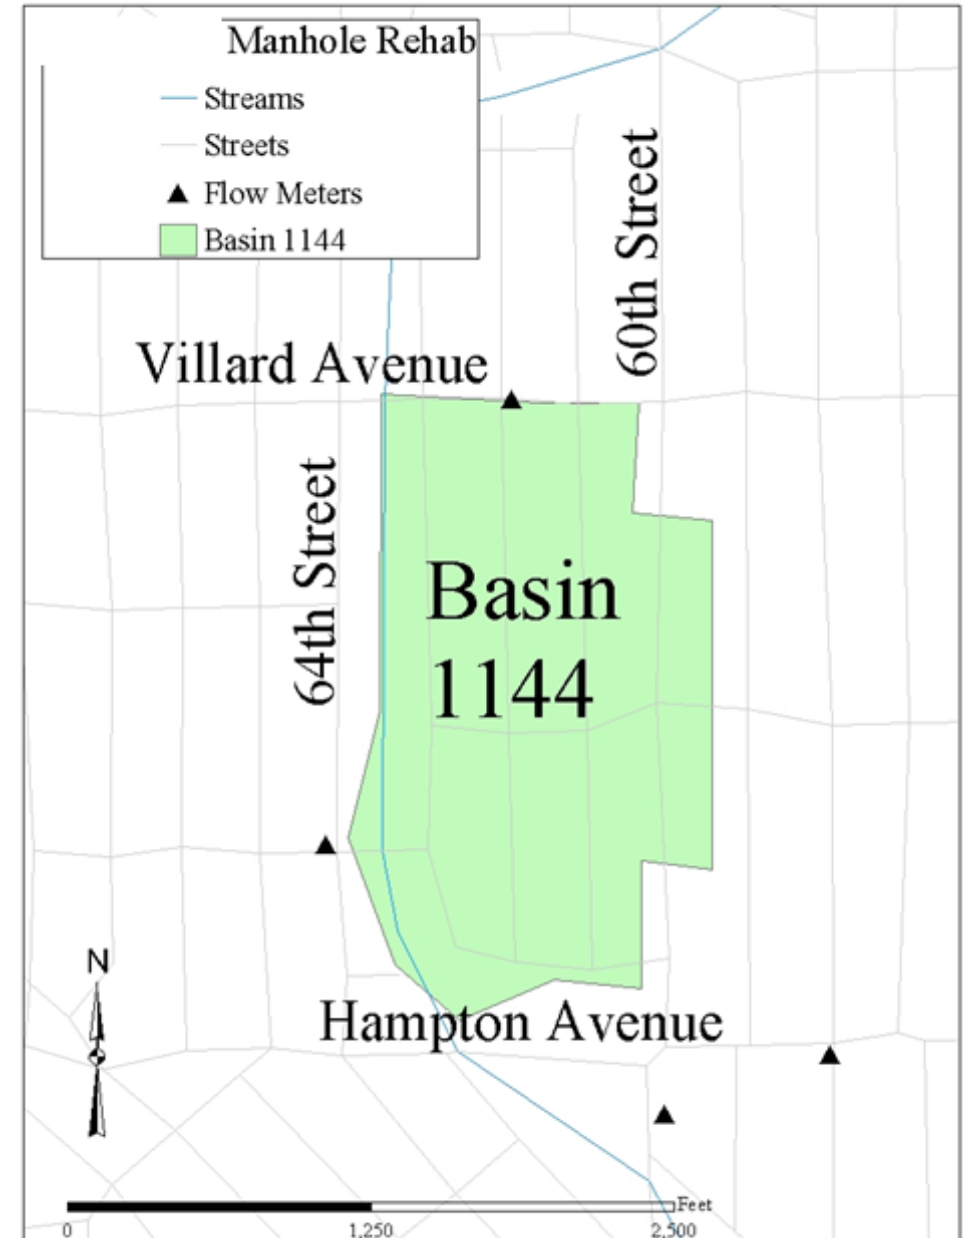 Manhole Rehab
Streams
Streets
Flow Meters
Basin 1144
60th Street
Villard Avenue
64th Street
Basin
1144
N
Hampton Avenue
Feet
0 1,250 2,500